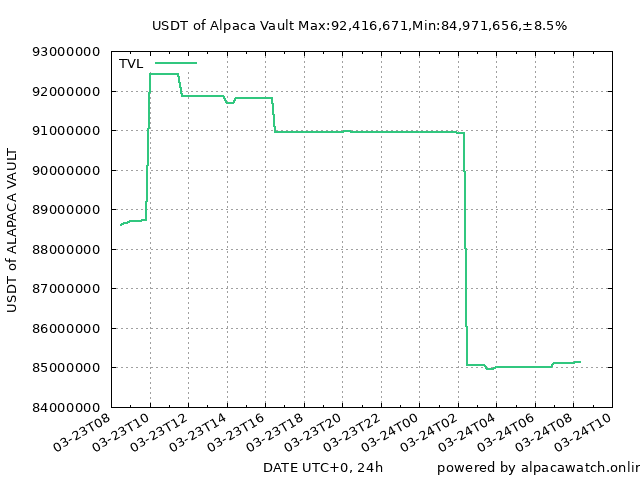 USDT of Alpaca Vault Max:92,416,671,Min:84,971,656,±8.5%
93000000
TVL
92000000
91000000
90000000
89000000
88000000
87000000
86000000
85000000
84000000
USDT of ALAPACA VAULT
03-23T08
03-23T10
03-23T12
03-23T14
03-23T16
03-23T18
03-23T20
03-23T22
03-24T00
03-24T02
03-24T04
03-24T06
03-24T08
03-24T10
DATE UTC+0, 24h
powered by alpacawatch.onlin